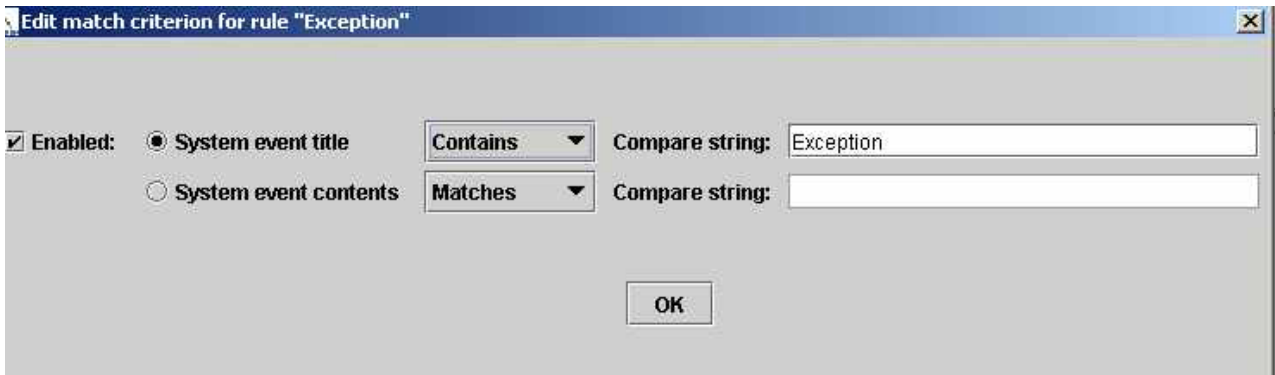 Edit match criterion for rule "Exception"
Enabled: System event title Contains Compare string: Exception
System event contents Matches Compare string:
OK